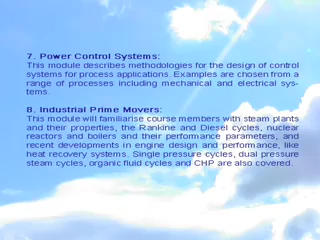 7. Power Control Systems:
This module describes methodologies for the design of control
systems for process applications. Examples are chosen from a
range of processes including mechanical and electrical sys-
tems.
8. Industrial Prime Movers:
This module will familiarise course members with steam plants
and their properties, the Rankine and Diesel cycles, nuclear
reactors and boilers and their performance parameters, and
recent developments in engine design and performance, like
heat recovery systems. Single pressure cycles, dual pressure
steam cycles, organic fluid cycles and CHP are also covered.